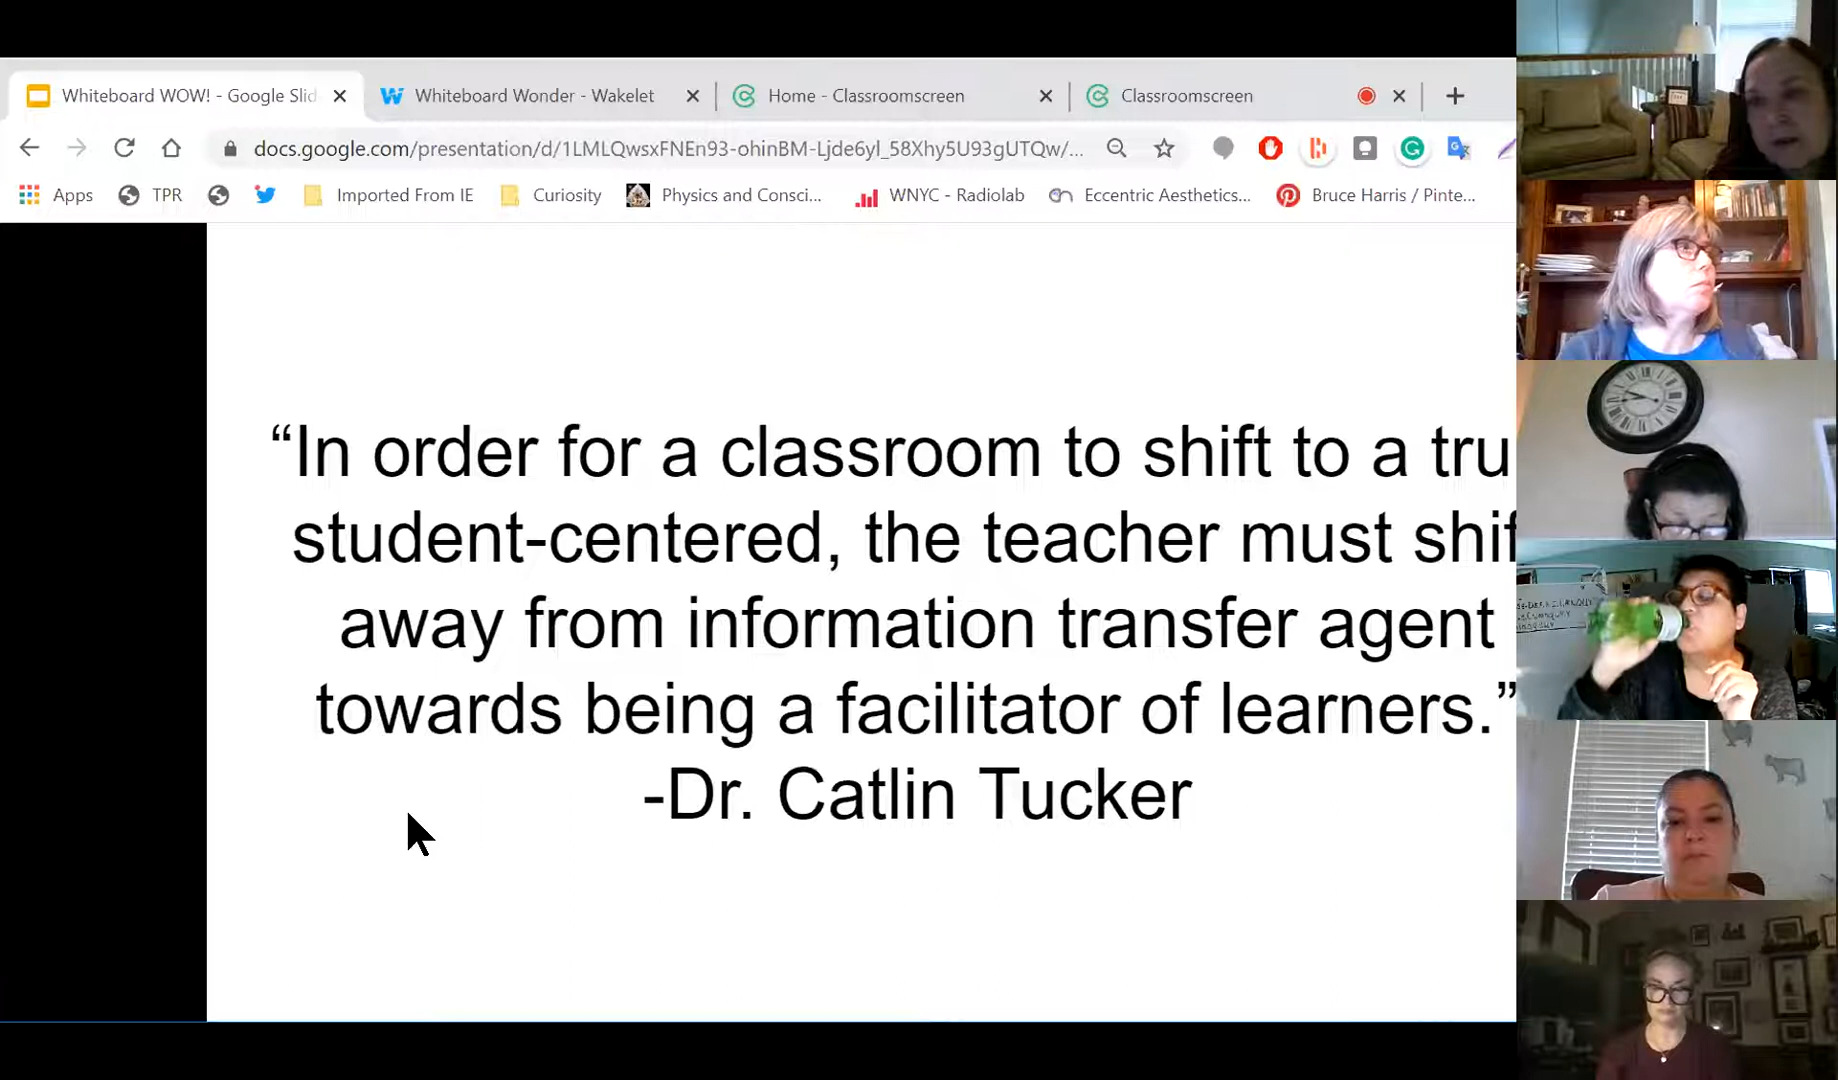 Whiteboard WOW! - Google Slid
Whiteboard Wonder - Wakelet
Home - Classroomscreen
Classroomscreen
docs.google.com/presentation/d/1LMLQwsxFNEn93-ohinBM-Ljde6yl_58Xhy5U93gUTQw/...
Apps
TPR
Imported From IE
Curiosity
Physics and Consci...
WNYC - Radiolab
Eccentric Aesthetics...
Bruce Harris / Pinte...
“In order for a classroom to shift to a tru
student-centered, the teacher must shif
away from information transfer agent
towards being a facilitator of learners.”
-Dr. Catlin Tucker